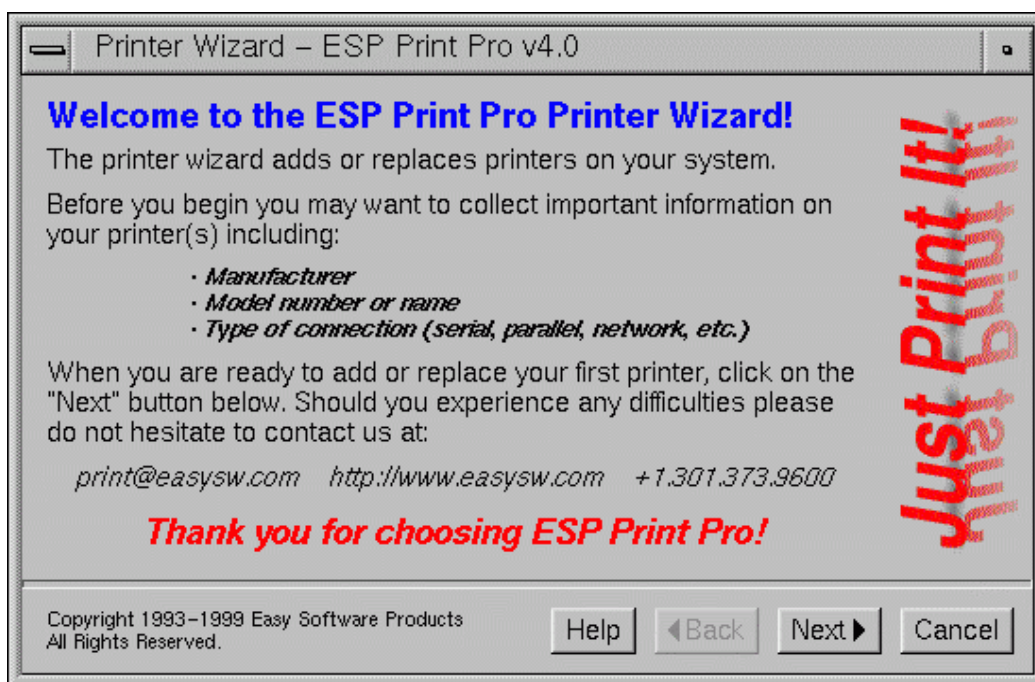 Printer Wizard – ESP Print Pro v4.0
Welcome to the ESP Print Pro Printer Wizard!
The printer wizard adds or replaces printers on your system.
Before you begin you may want to collect important information on
your printer(s) including:
· Manufacturer
· Model number or name
· Type of connection (serial, parallel, network, etc.)
When you are ready to add or replace your first printer, click on the
"Next" button below. Should you experience any difficulties please
do not hesitate to contact us at:
print@easysw.com http://www.easysw.com +1.301.373.9600
Thank you for choosing ESP Print Pro!
Just Print It!
Copyright 1993–1999 Easy Software Products
All Rights Reserved.
Help Back Next Cancel